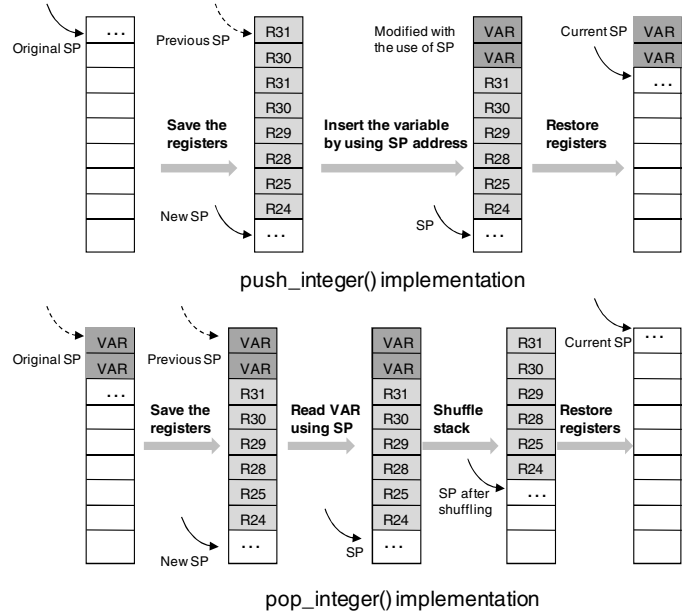 Original SP
...
Save the
registers
Previous SP
R31
R30
R31
R30
R29
R28
R25
R24
New SP
...
Insert the variable
by using SP address
Modified with
the use of SP
VAR
VAR
R31
R30
R29
R28
R25
R24
SP
...
Restore
registers
Current SP
VAR
VAR
...
push_integer() implementation
Original SP
VAR
VAR
...
Save the
registers
Previous SP
VAR
VAR
R31
R30
R29
R28
R25
R24
New SP
...
Read VAR
using SP
VAR
VAR
R31
R30
R29
R28
R25
R24
SP
...
Shuffle
stack
R31
R30
R29
R28
R25
R24
SP after
shuffling
...
Restore
registers
Current SP
...
pop_integer() implementation